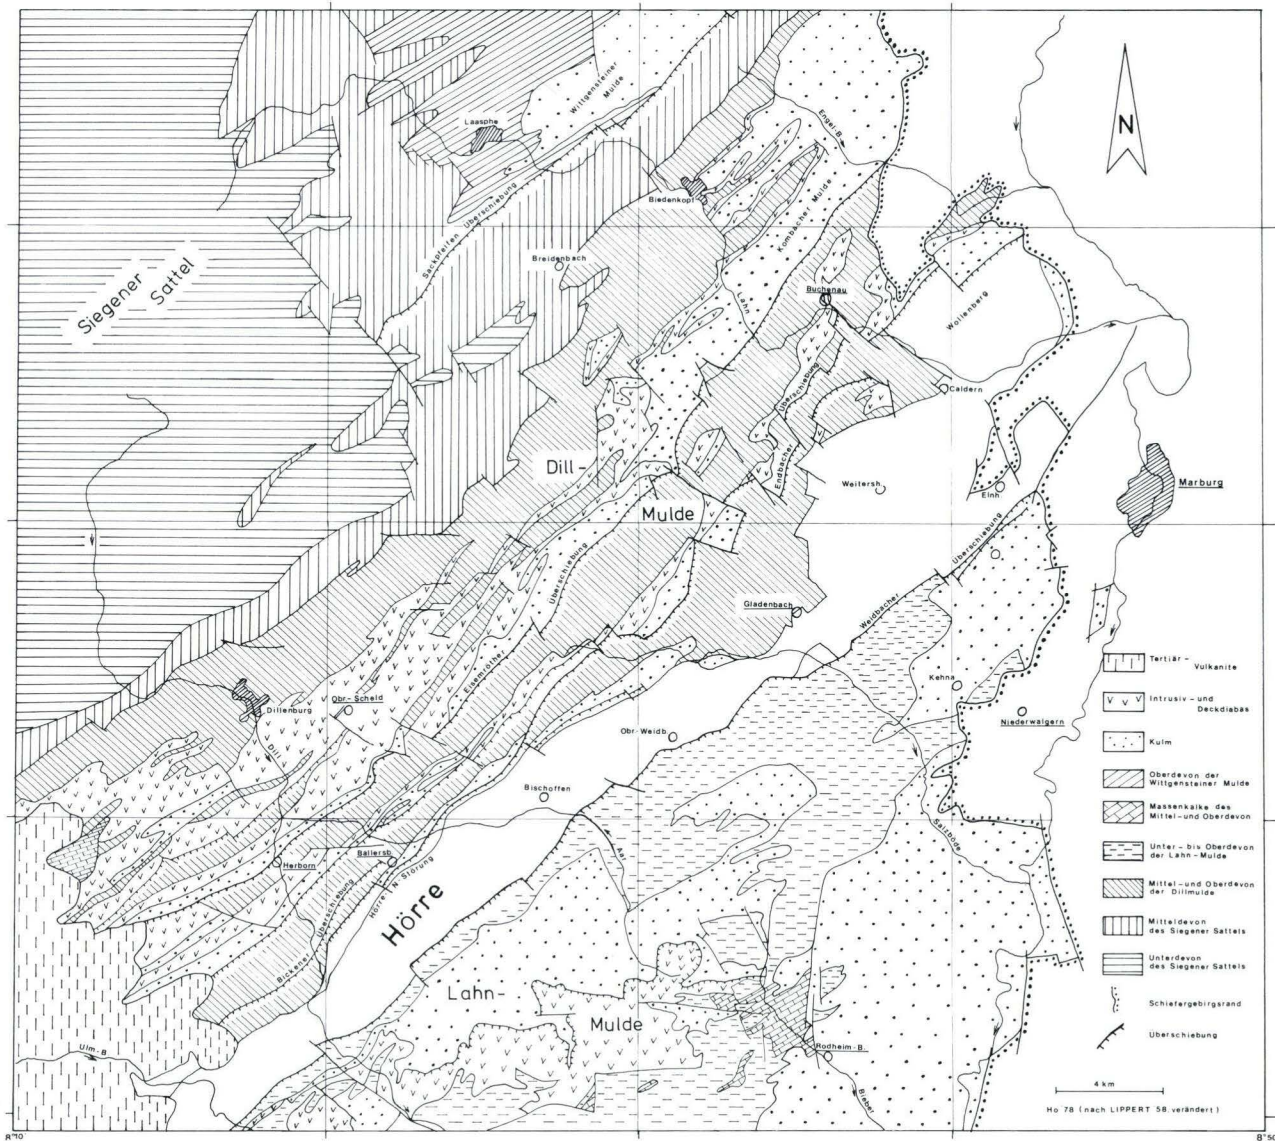 Wittgensteiner
Mulde
Laasphe
Engel-B.
N
Biedenkopf
Sackpfeifen Überschiebung
Kombacher Mulde
Breidenbach
Siegener
Sattel
Lahn
Buchenau
Wollenberg
Überschiebung
Caldern
Endbacher
Dill-
Weitersh.
Elnh
Marburg
Mulde
Überschiebung
Überschiebung
Weidbacher
Gladenbach
Eisemröther
Kehna
Obr-Scheld
Dillenburg
Niederwalgern
Obr-Weidb.
Dill
Bischoffen
Salzböde
Aar
Herborn
Ballersb.
Hörre-N-Störung
Überschiebung
Bickener
Hörre
Lahn-
Mulde
Ulm-B.
Rodheim-B.
Bieber
Tertiär-
Vulkanite
Intrusiv- und
Deckdiabas
Kulm
Oberdevon der
Wittgensteiner Mulde
Massenkalke des
Mittel- und Oberdevon
Unter- bis Oberdevon
der Lahn-Mulde
Mittel- und Oberdevon
der Dillmulde
Mitteldevon
des Siegener Sattels
Unterdevon
des Siegener Sattels
Schiefergebirgsrand
Überschiebung
4 km
Ho 78 (nach LIPPERT 58 verändert)
8°10'
8°50'